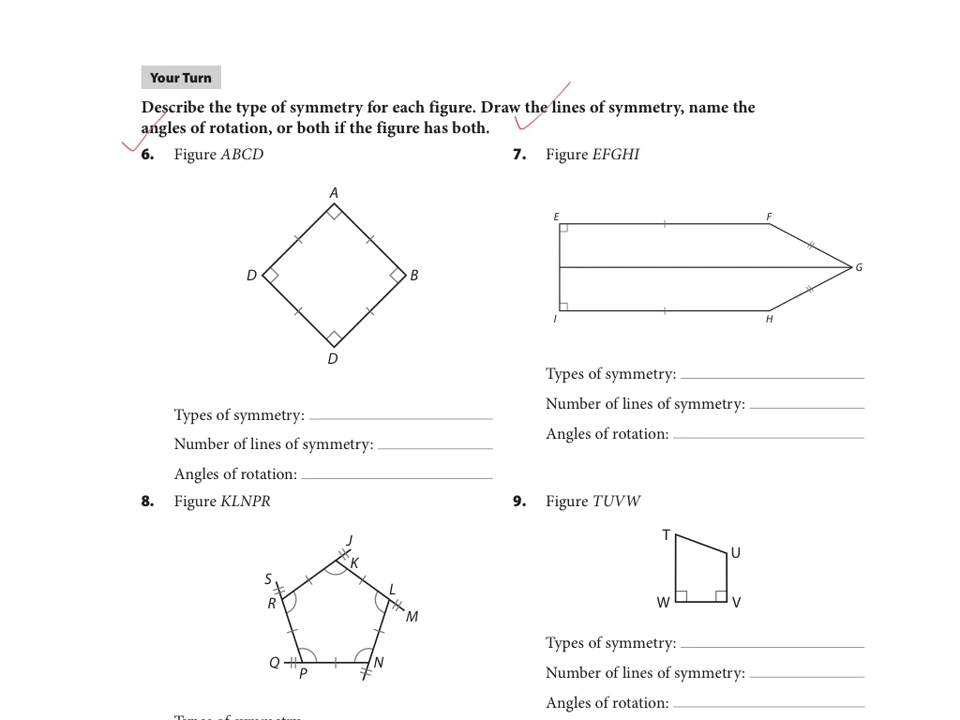 Your Turn
Describe the type of symmetry for each figure. Draw the lines of symmetry, name the
angles of rotation, or both if the figure has both.
6. Figure ABCD
A
D
B
D
Types of symmetry:
Number of lines of symmetry:
Angles of rotation:
7. Figure EFGHI
E
F
G
I
H
Types of symmetry:
Number of lines of symmetry:
Angles of rotation:
8. Figure KLNPR
J
K
S
L
R
M
Q
N
P
Types of symmetry
9. Figure TUVW
T
U
W
V
Types of symmetry:
Number of lines of symmetry:
Angles of rotation: